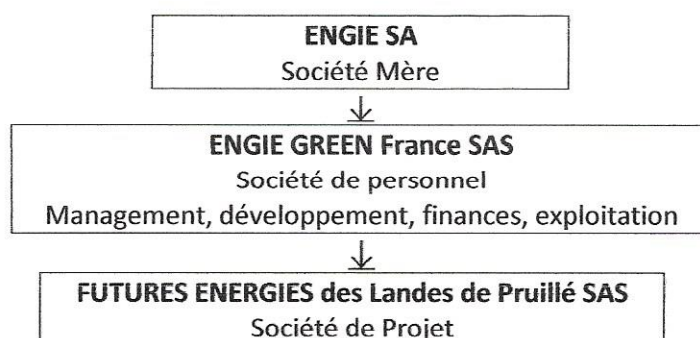 ENGIE SA
Société Mère
ENGIE GREEN France SAS
Société de personnel
Management, développement, finances, exploitation
FUTURES ENERGIES des Landes de Pruillé SAS
Société de Projet